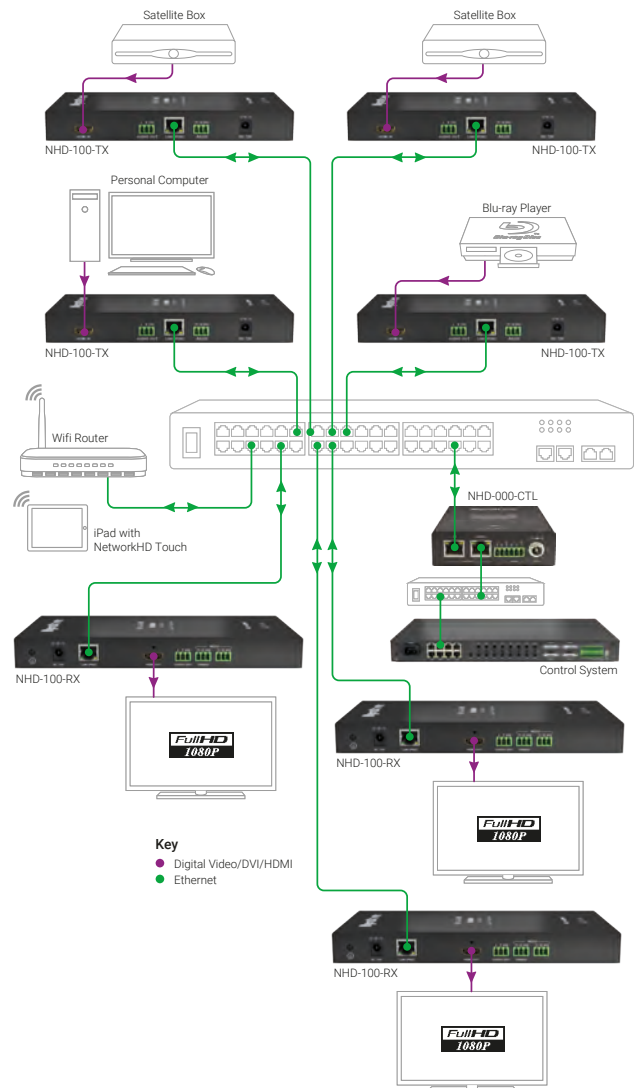 Satellite Box
Satellite Box
NHD-100-TX
NHD-100-TX
Personal Computer
Blu-ray Player
NHD-100-TX
NHD-100-TX
Wifi Router
iPad with
NetworkHD Touch
NHD-000-CTL
Control System
NHD-100-RX
FullHD
1080P
NHD-100-RX
FullHD
1080P
Key
Digital Video/DVI/HDMI
Ethernet
NHD-100-RX
FullHD
1080P